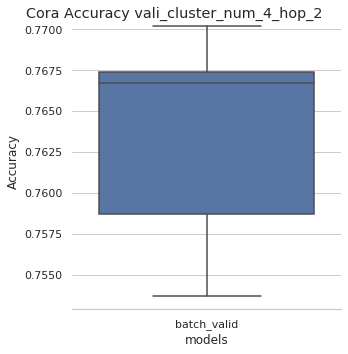 Cora Accuracy vali_cluster_num_4_hop_2
0.7700
0.7675
0.7650
0.7625
0.7600
0.7575
0.7550
Accuracy
batch_valid
models